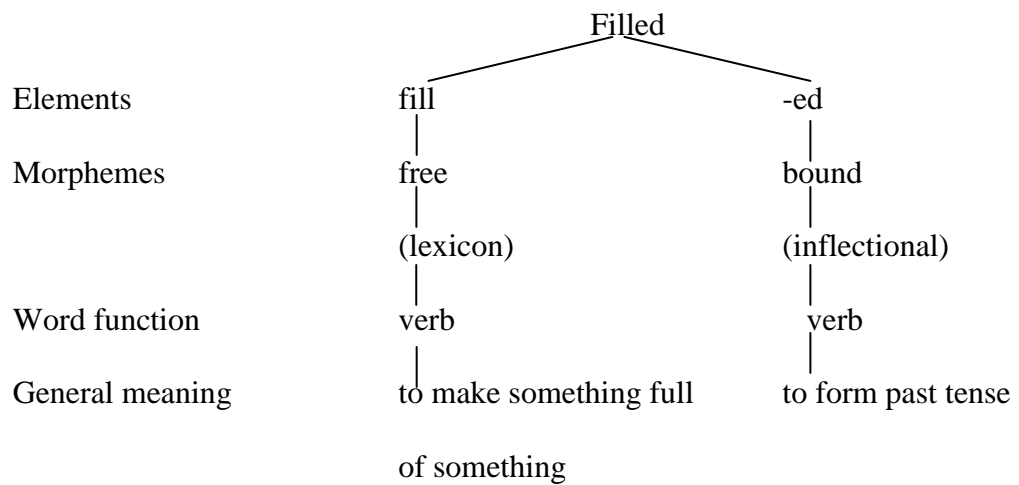 Filled
Elements fill -ed
Morphemes free bound
(lexicon) (inflectional)
Word function verb verb
General meaning to make something full to form past tense
of something